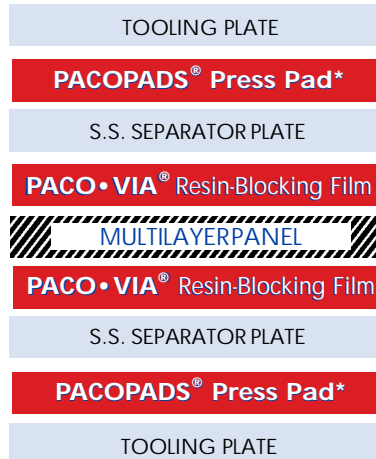 TOOLING PLATE
PACOPADS® Press Pad*
S.S. SEPARATOR PLATE
PACO•VIA® Resin-Blocking Film
MULTILAYERPANEL
PACO•VIA® Resin-Blocking Film
S.S. SEPARATOR PLATE
PACOPADS® Press Pad*
TOOLING PLATE